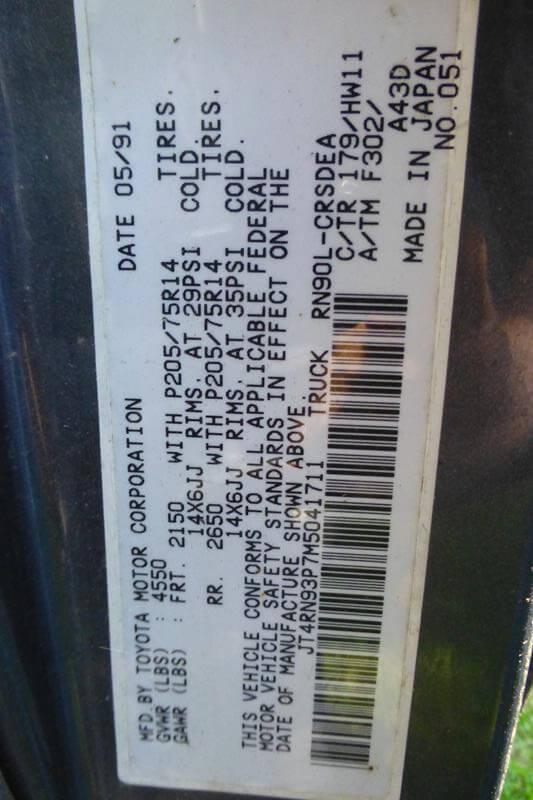 MFD BY TOYOTA MOTOR CORPORATION DATE 05/91
GVWR (LBS) : 4550
GAWR (LBS) : FRT. 2150 WITH P205/75R14 TIRES.
14X6JJ RIMS. AT 29PSI COLD.
RR. 2650 WITH P205/75R14 TIRES.
14X6JJ RIMS. AT 35PSI COLD.
THIS VEHICLE CONFORMS TO ALL APPLICABLE FEDERAL
MOTOR VEHICLE SAFETY STANDARDS IN EFFECT ON THE
DATE OF MANUFACTURE SHOWN ABOVE.
JT4RN93P7M5041711 TRUCK RN90L-CRSDEA
C/TR 179/HW11
A/TM F302/
A43D
MADE IN JAPAN
NO.051